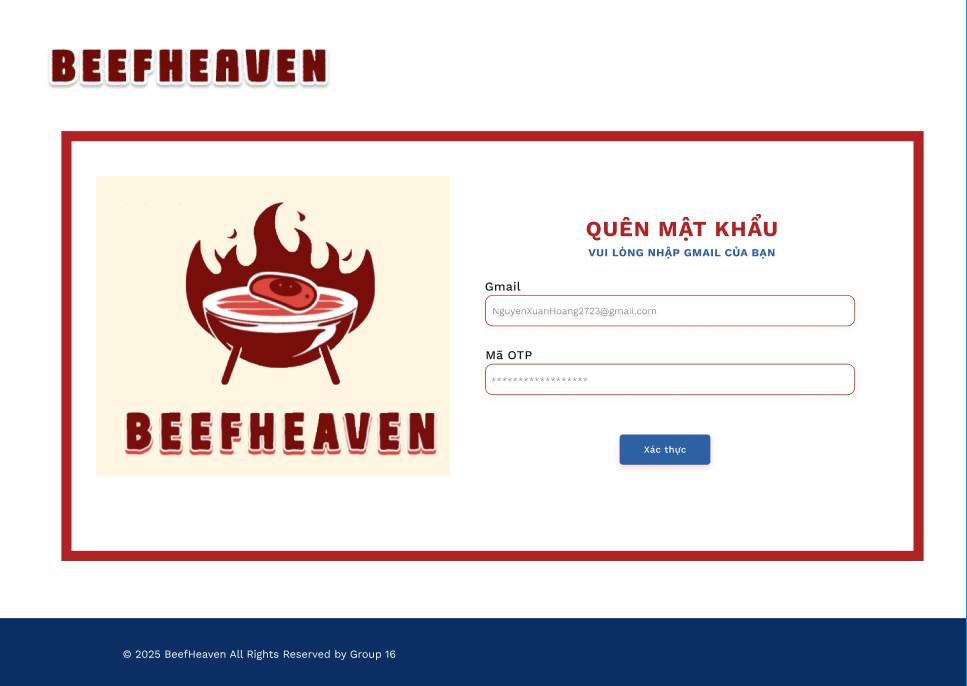 BEEFHEAVEN
BEEFHEAVEN
QUÊN MẬT KHẨU
VUI LÒNG NHẬP GMAIL CỦA BẠN
Gmail
NguyenXuanHoang2723@gmail.com
Mã OTP
******************
Xác thực
© 2025 BeefHeaven All Rights Reserved by Group 16